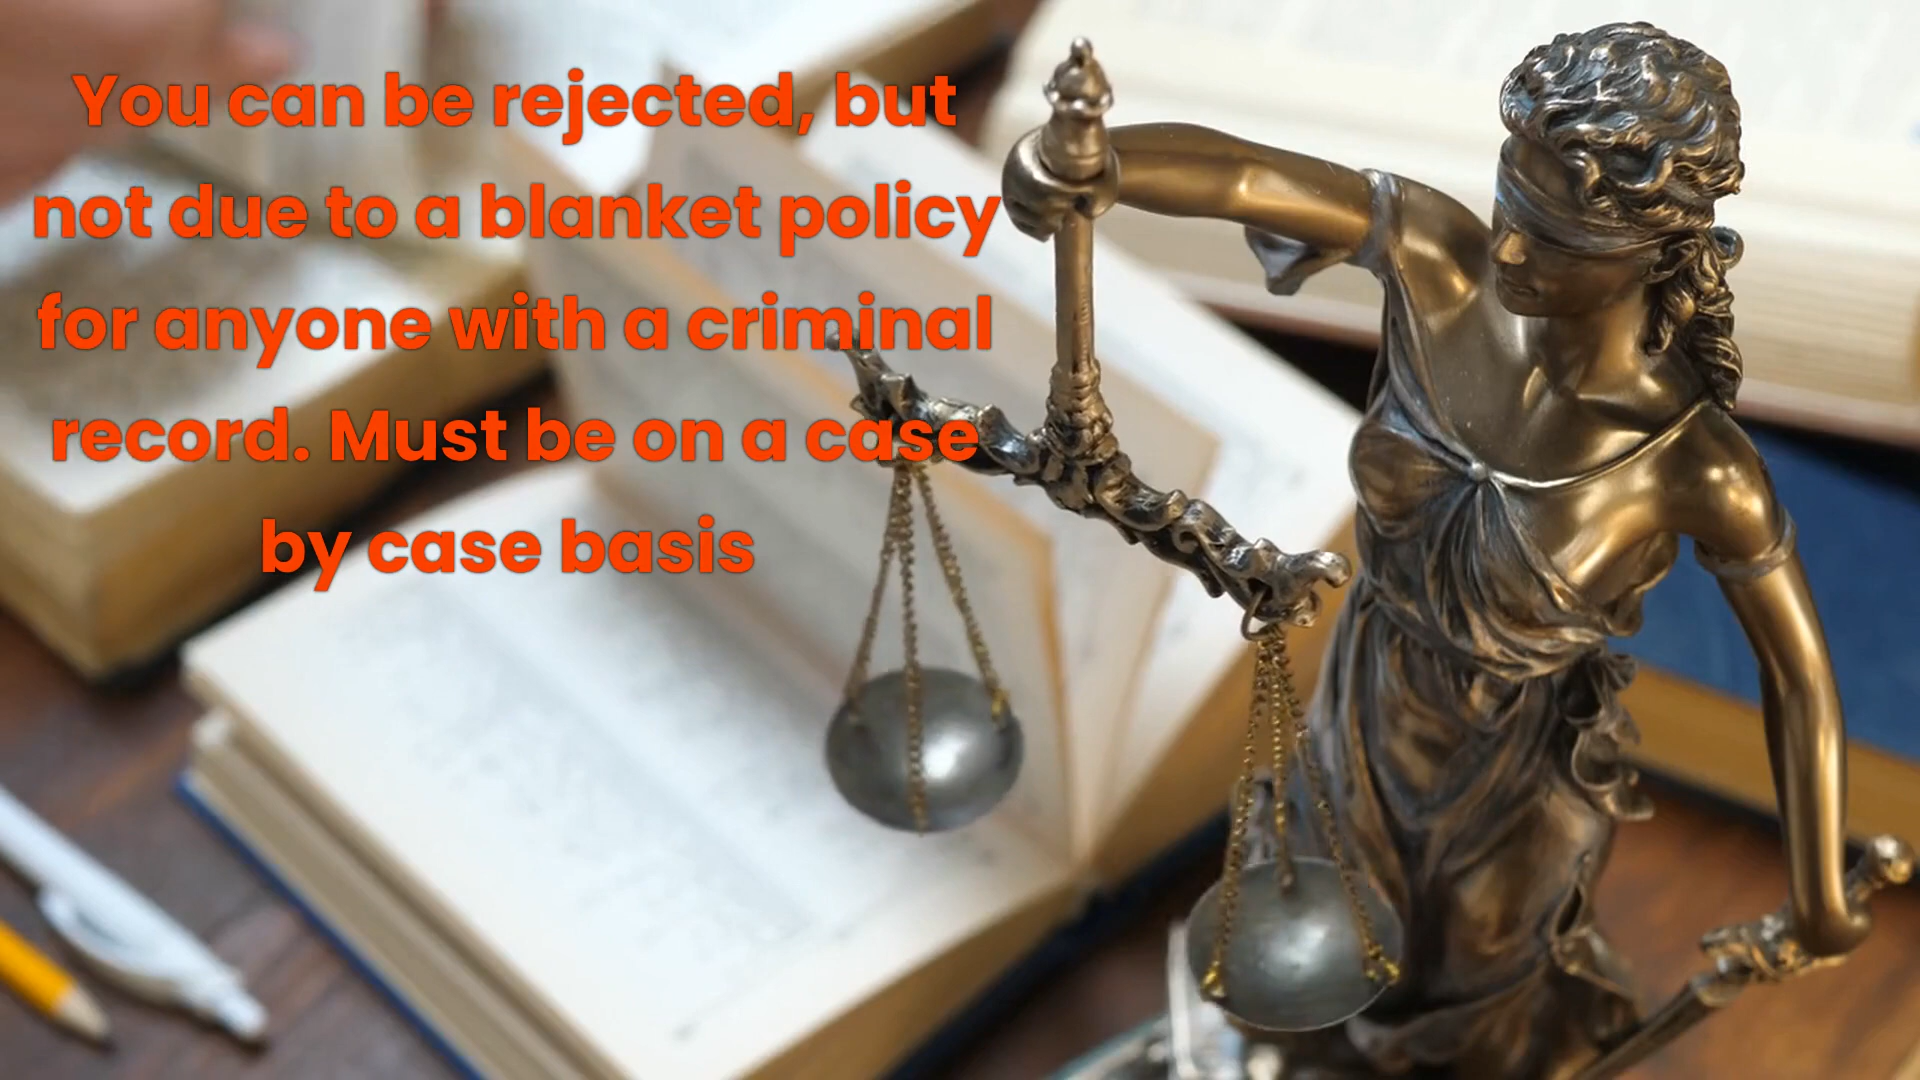 You can be rejected, but
not due to a blanket policy
for anyone with a criminal
record. Must be on a case
by case basis